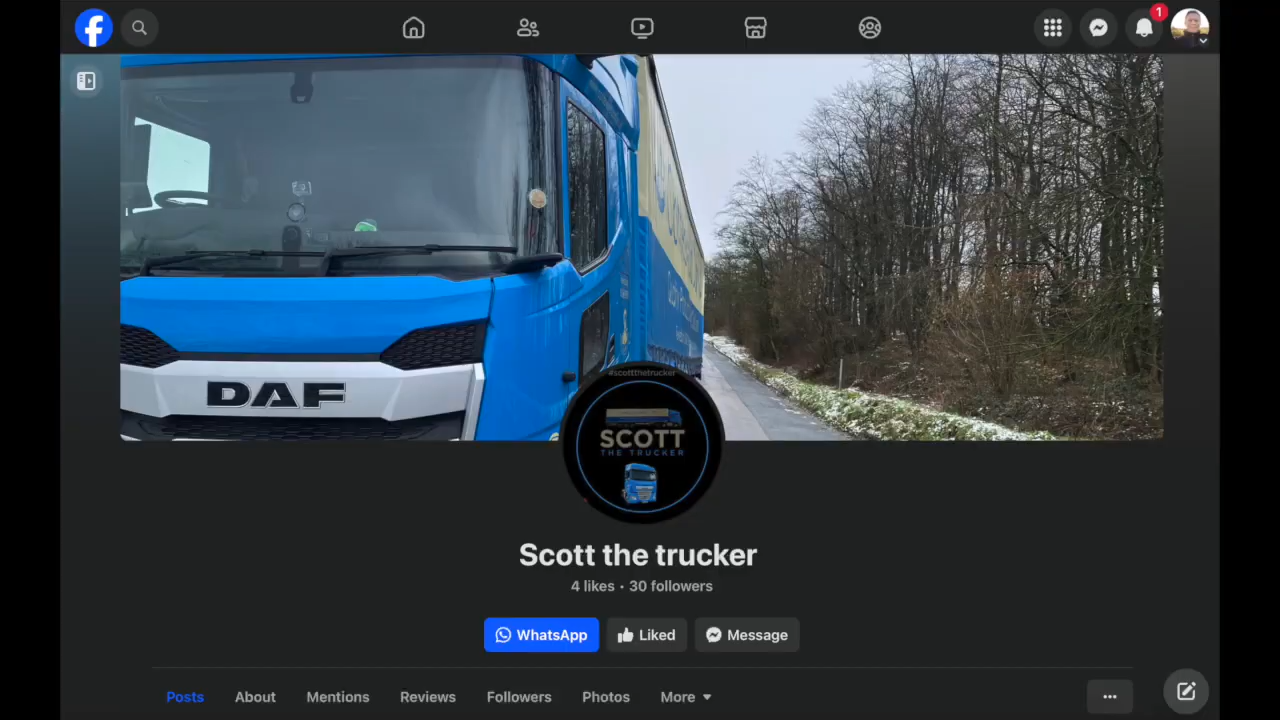 1
DAF
#scottthetrucker
SCOTT
THE TRUCKER
Scott the trucker
4 likes · 30 followers
WhatsApp
Liked
Message
Posts
About
Mentions
Reviews
Followers
Photos
More